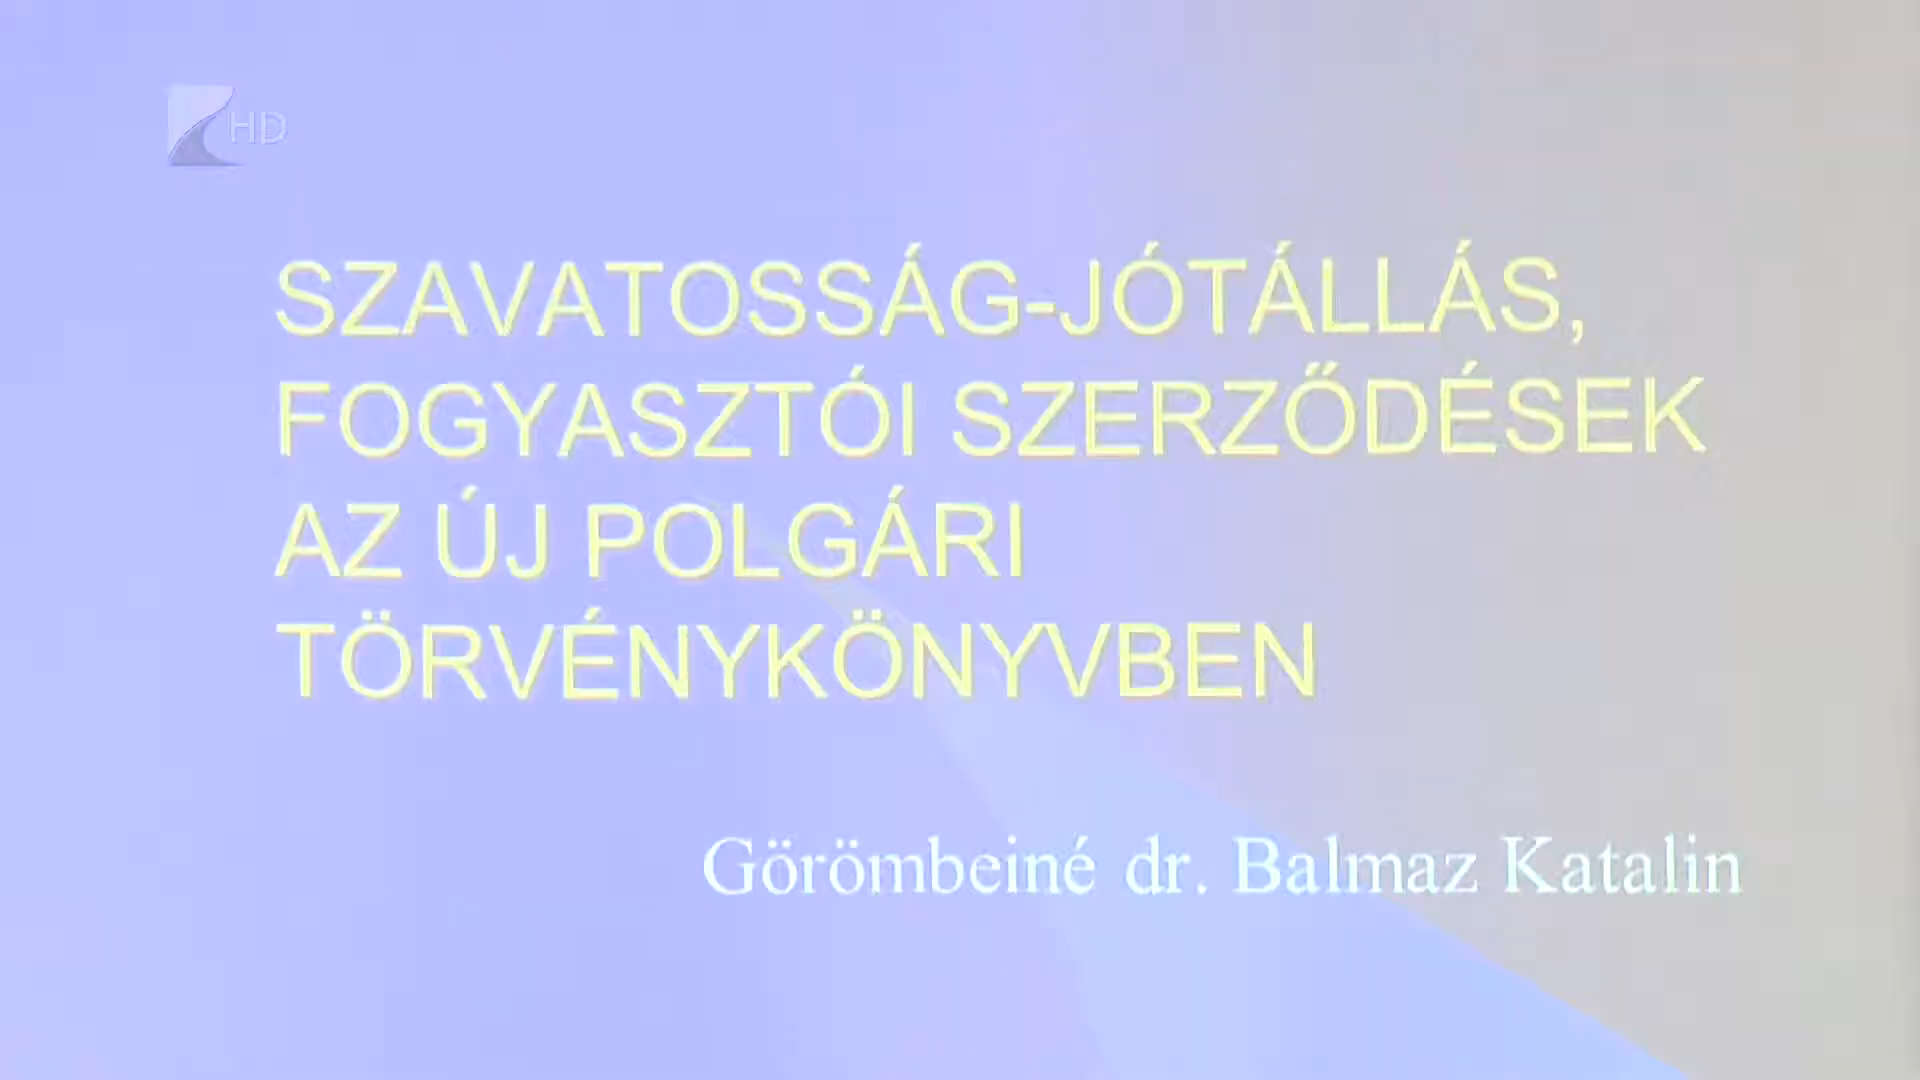 HD
SZAVATOSSÁG-JÓTÁLLÁS,
FOGYASZTÓI SZERZŐDÉSEK
AZ ÚJ POLGÁRI
TÖRVÉNYKÖNYVBEN
Görömbeiné dr. Balmaz Katalin